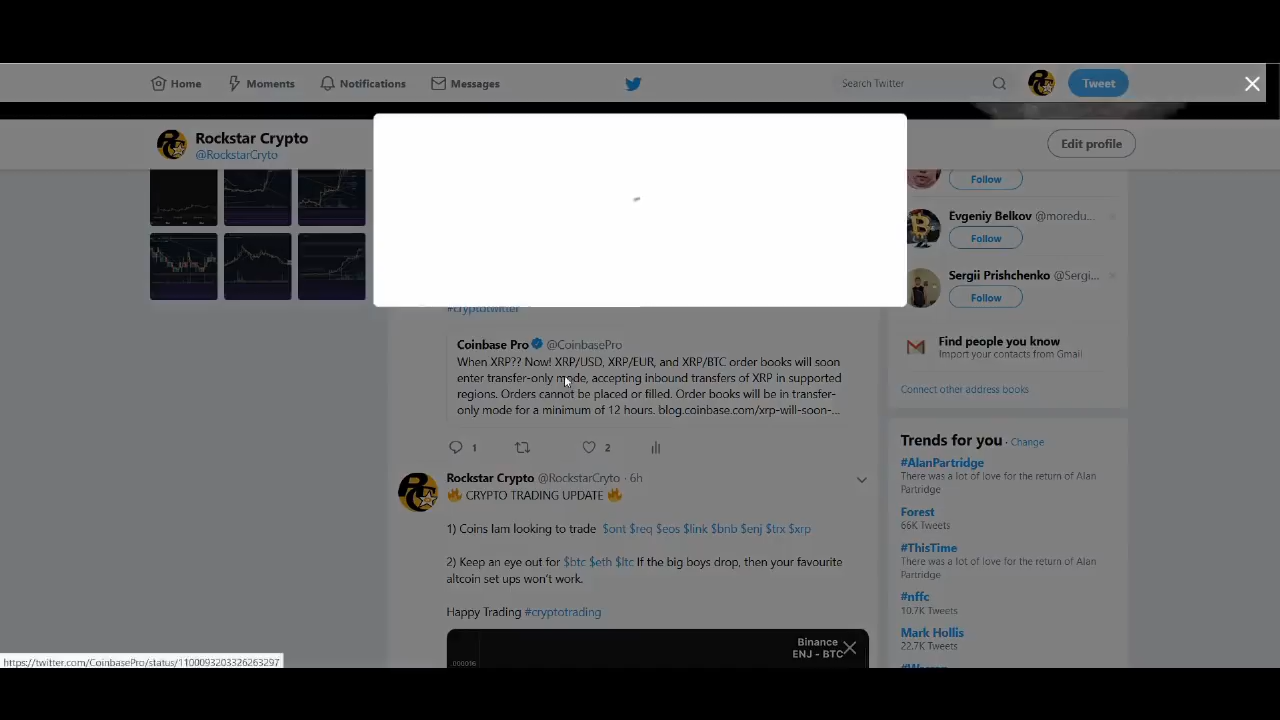 Home
Moments
Notifications
Messages
Search Twitter
Tweet
Rockstar Crypto
@RockstarCryto
Edit profile
Follow
Evgeniy Belkov @moredu...
Follow
Sergii Prishchenko @Sergi...
Follow
Find people you know
Import your contacts from Gmail
Connect other address books
#cryptotwitter
Coinbase Pro @CoinbasePro
When XRP?? Now! XRP/USD, XRP/EUR, and XRP/BTC order books will soon
enter transfer-only mode, accepting inbound transfers of XRP in supported
regions. Orders cannot be placed or filled. Order books will be in transfer-
only mode for a minimum of 12 hours. blog.coinbase.com/xrp-will-soon-...
1
2
Rockstar Crypto @RockstarCryto · 6h
CRYPTO TRADING UPDATE
1) Coins Iam looking to trade $ont $req $eos $link $bnb $enj $trx $xrp
2) Keep an eye out for $btc $eth $ltc If the big boys drop, then your favourite
altcoin set ups won't work.
Happy Trading #cryptotrading
Binance
ENJ - BTC
.000016
Trends for you · Change
#AlanPartridge
There was a lot of love for the return of Alan
Partridge
Forest
66K Tweets
#ThisTime
There was a lot of love for the return of Alan
Partridge
#nffc
10.7K Tweets
Mark Hollis
22.7K Tweets
https://twitter.com/CoinbasePro/status/1100093203326263297